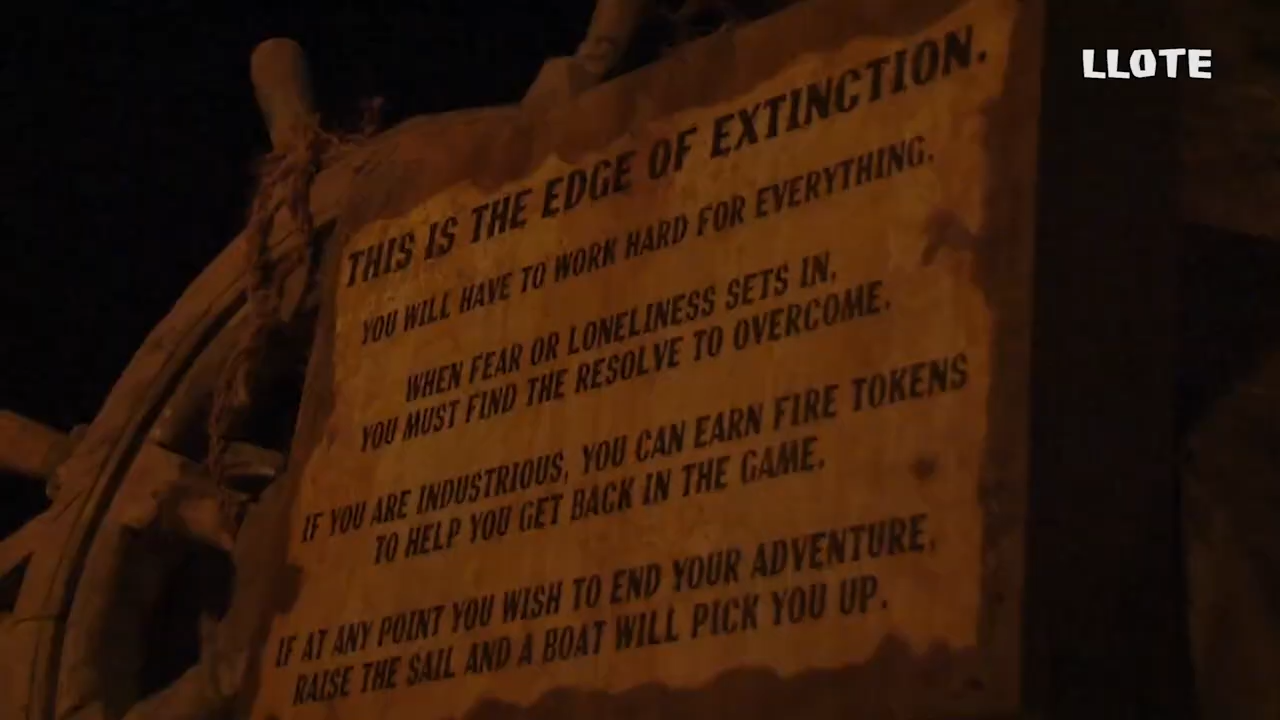 LLOTE
THIS IS THE EDGE OF EXTINCTION.
YOU WILL HAVE TO WORK HARD FOR EVERYTHING.
WHEN FEAR OR LONELINESS SETS IN,
YOU MUST FIND THE RESOLVE TO OVERCOME.
IF YOU ARE INDUSTRIOUS, YOU CAN EARN FIRE TOKENS
TO HELP YOU GET BACK IN THE GAME.
IF AT ANY POINT YOU WISH TO END YOUR ADVENTURE,
RAISE THE SAIL AND A BOAT WILL PICK YOU UP.